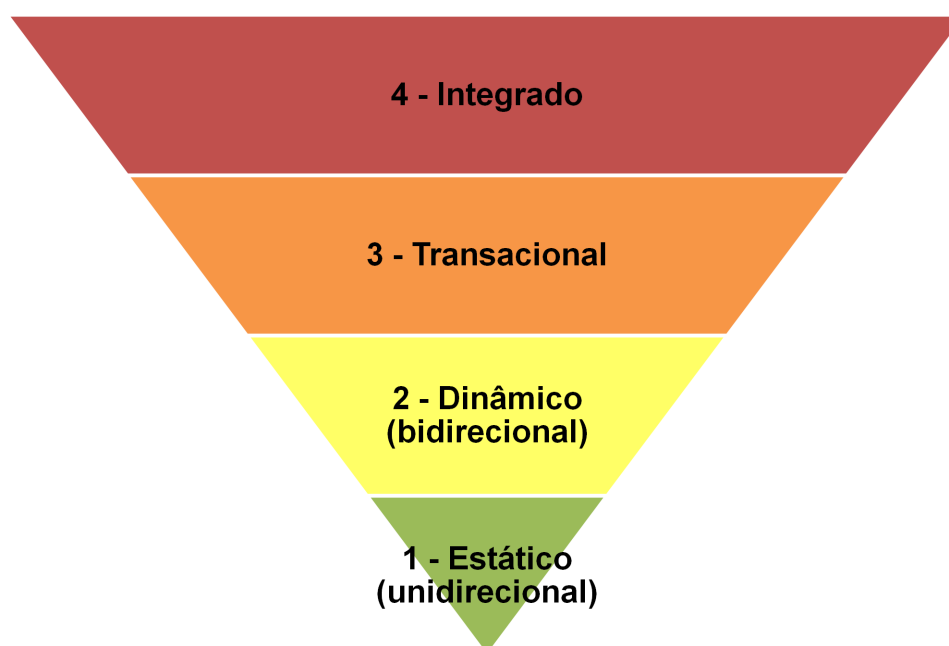 4 - Integrado
3 - Transacional
2 - Dinâmico
(bidirecional)
1 - Estático
(unidirecional)